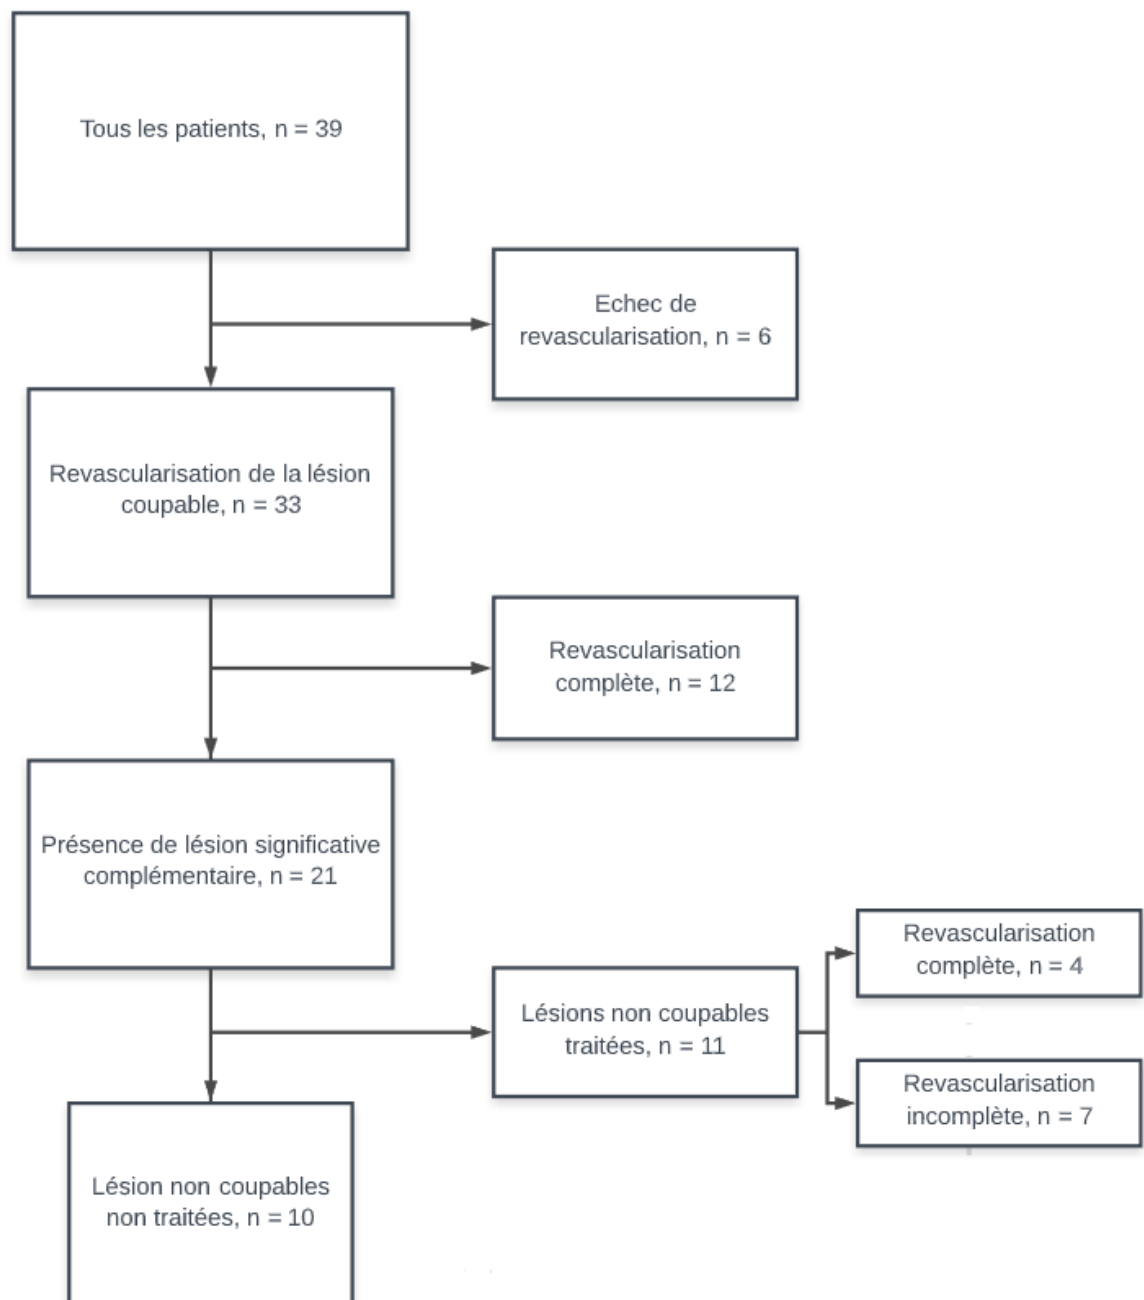 Tous les patients, n = 39
Echec de
revascularisation, n = 6
Revascularisation de la lésion
coupable, n = 33
Revascularisation
complète, n = 12
Présence de lésion significative
complémentaire, n = 21
Revascularisation
complète, n = 4
Lésions non coupables
traitées, n = 11
Revascularisation
incomplète, n = 7
Lésion non coupables
non traitées, n = 10